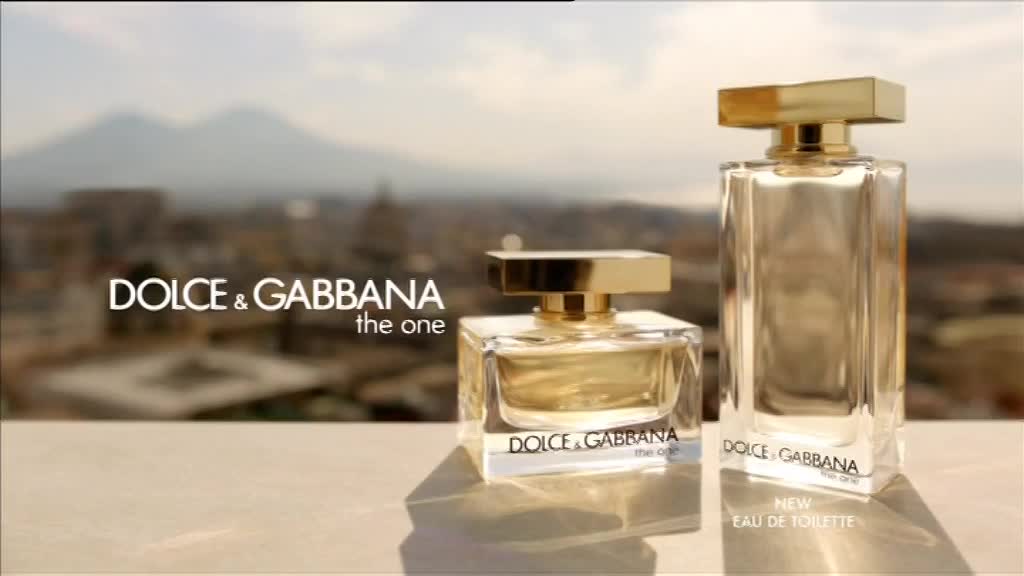 DOLCE & GABBANA
the one
DOLCE & GABBANA
the one
DOLCE & GABBANA
the one
NEW
EAU DE TOILETTE